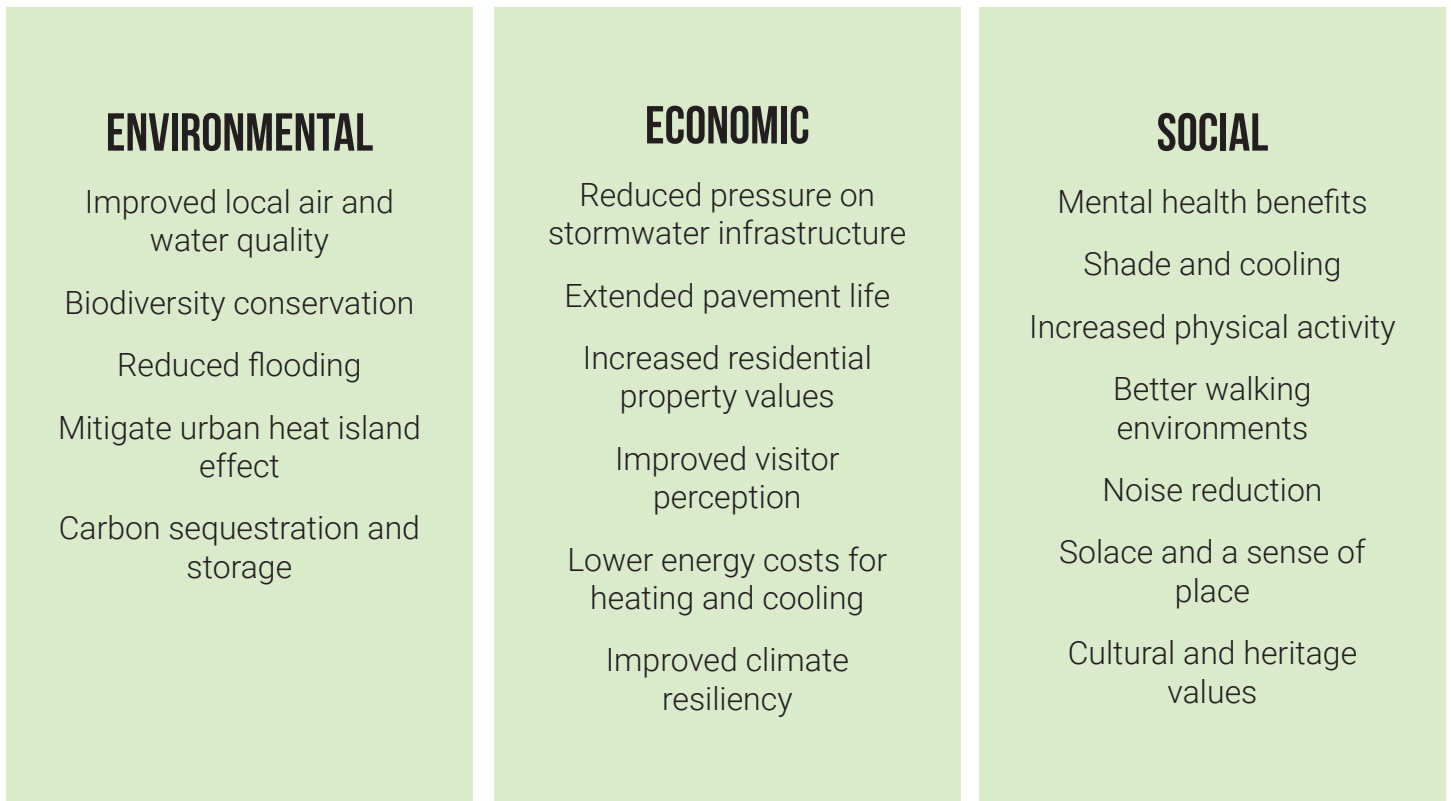 ENVIRONMENTAL
Improved local air and
water quality
Biodiversity conservation
Reduced flooding
Mitigate urban heat island
effect
Carbon sequestration and
storage
ECONOMIC
Reduced pressure on
stormwater infrastructure
Extended pavement life
Increased residential
property values
Improved visitor
perception
Lower energy costs for
heating and cooling
Improved climate
resiliency
SOCIAL
Mental health benefits
Shade and cooling
Increased physical activity
Better walking
environments
Noise reduction
Solace and a sense of
place
Cultural and heritage
values